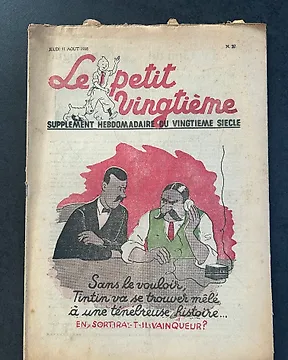 JEUDI 11 AOUT 1938
Le petit
Vingtième
SUPPLÉMENT HEBDOMADAIRE DU VINGTIEME SIECLE
Sans le vouloir,
Tintin va se trouver mêlé
à une ténébreuse histoire...
EN SORTIRA-T-IL VAINQUEUR?